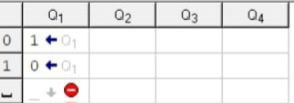 Q₁ Q₂ Q₃ Q₄
0 1 ← Q₁
1 0 ← Q₁
␣ _ ↓